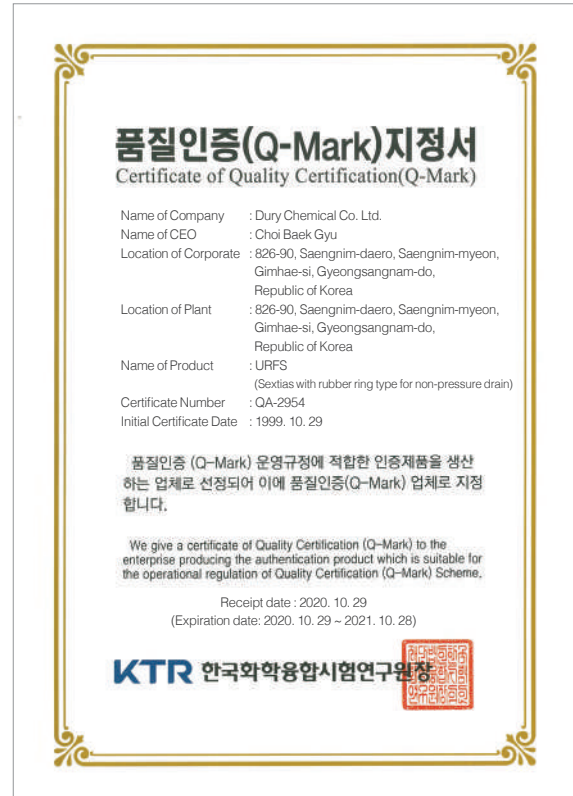 품질인증(Q-Mark)지정서
Certificate of Quality Certification(Q-Mark)
Name of Company : Dury Chemical Co. Ltd.
Name of CEO : Choi Baek Gyu
Location of Corporate : 826-90, Saengnim-daero, Saengnim-myeon,
Gimhae-si, Gyeongsangnam-do,
Republic of Korea
Location of Plant : 826-90, Saengnim-daero, Saengnim-myeon,
Gimhae-si, Gyeongsangnam-do,
Republic of Korea
Name of Product : URFS
(Sextias with rubber ring type for non-pressure drain)
Certificate Number : QA-2954
Initial Certificate Date : 1999. 10. 29
품질인증 (Q-Mark) 운영규정에 적합한 인증제품을 생산
하는 업체로 선정되어 이에 품질인증(Q-Mark) 업체로 지정
합니다.
We give a certificate of Quality Certification (Q-Mark) to the
enterprise producing the authentication product which is suitable for
the operational regulation of Quality Certification (Q-Mark) Scheme.
Receipt date : 2020. 10. 29
(Expiration date: 2020. 10. 29 ~ 2021. 10. 28)
KTR 한국화학융합시험연구원장